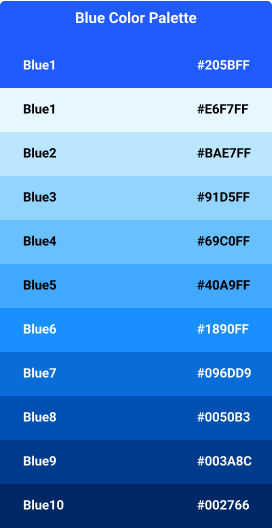 Blue Color Palette
Blue1 #205BFF
Blue1 #E6F7FF
Blue2 #BAE7FF
Blue3 #91D5FF
Blue4 #69C0FF
Blue5 #40A9FF
Blue6 #1890FF
Blue7 #096DD9
Blue8 #0050B3
Blue9 #003A8C
Blue10 #002766